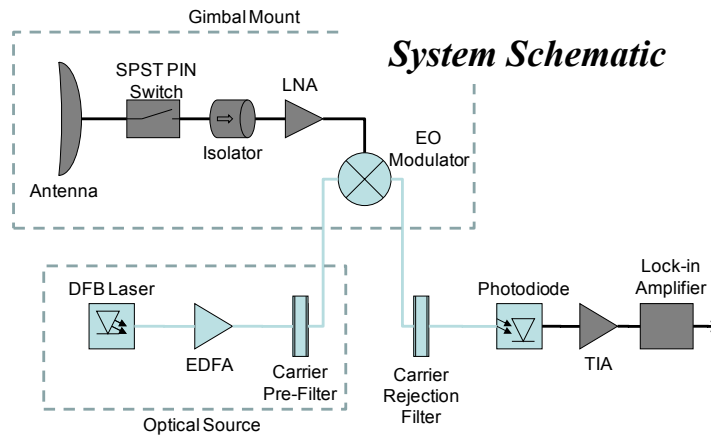 Gimbal Mount
System Schematic
SPST PIN
Switch
LNA
Isolator
EO
Modulator
Antenna
DFB Laser
EDFA
Carrier
Pre-Filter
Optical Source
Carrier
Rejection
Filter
Photodiode
TIA
Lock-in
Amplifier